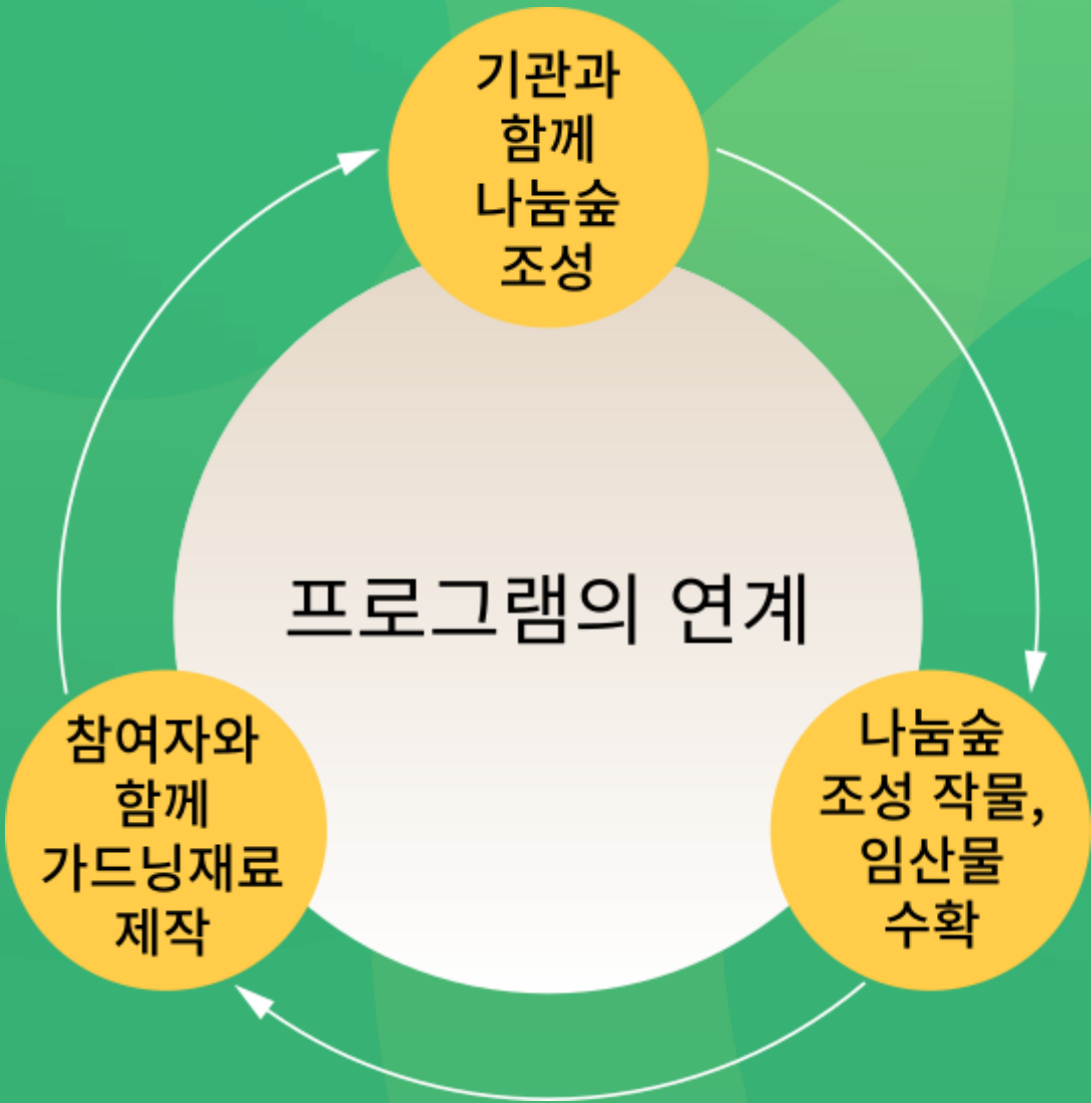 기관과
함께
나눔숲
조성
프로그램의 연계
참여자와
함께
가드닝재료
제작
나눔숲
조성 작물,
임산물
수확